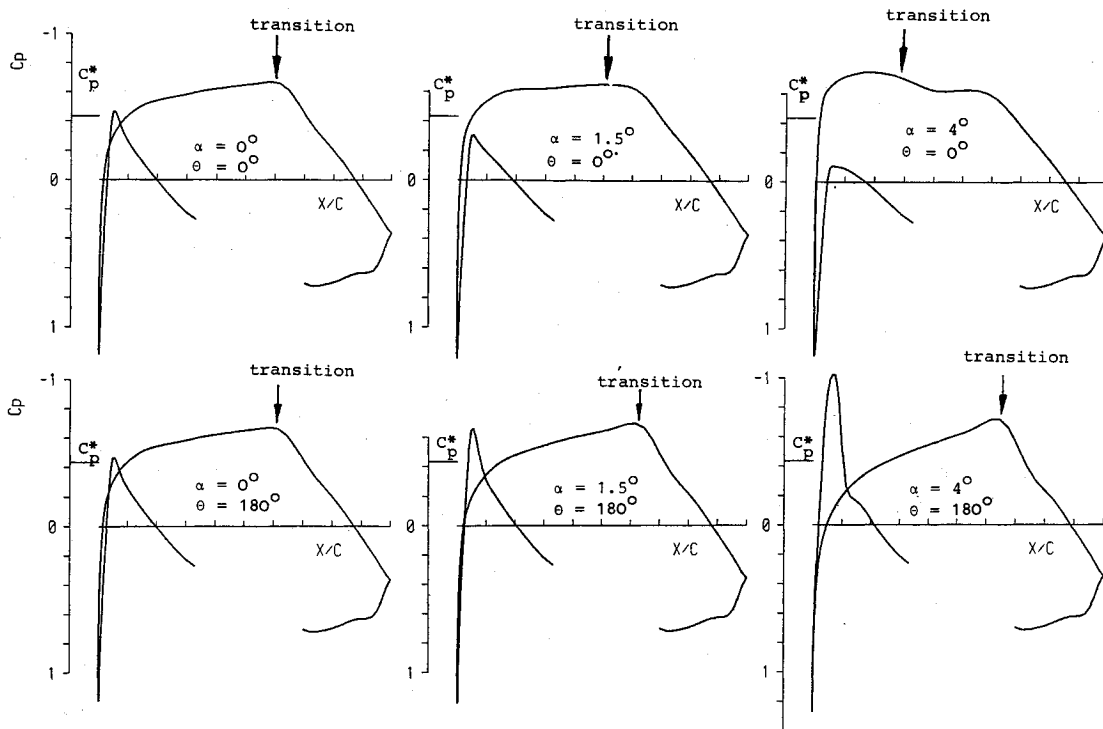 transition transition transition
-1
Cp
C*p C*p C*p
α = 0° α = 1.5° α = 4°
θ = 0° θ = 0° θ = 0°
0 0 0
X/C X/C X/C
1 1 1
transition transition transition
-1 -1
Cp
C*p C*p C*p
α = 0° α = 1.5° α = 4°
θ = 180° θ = 180° θ = 180°
0 0 0
X/C X/C X/C
1 1 1